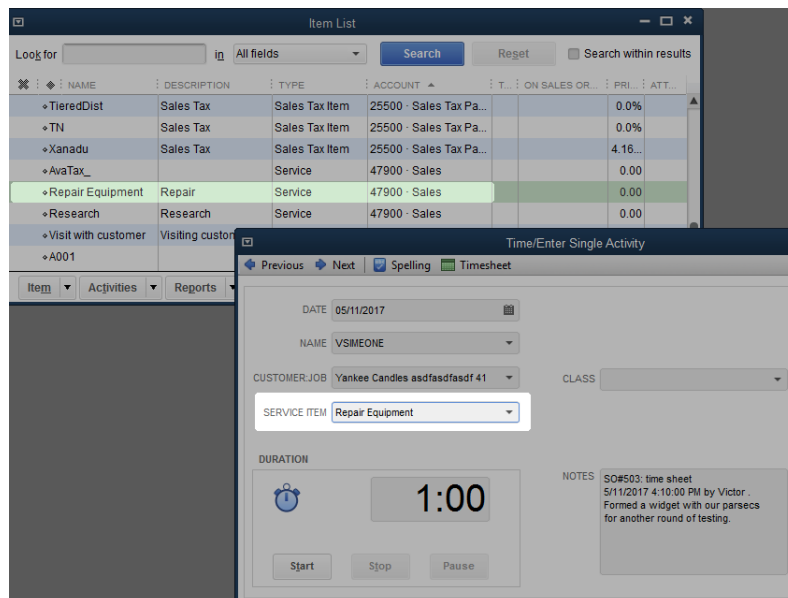 Item List
Look for in All fields Search Reset Search within results
NAME DESCRIPTION TYPE ACCOUNT T... ON SALES OR... PRI... ATT...
TieredDist Sales Tax Sales Tax Item 25500 · Sales Tax Pa... 0.0%
TN Sales Tax Sales Tax Item 25500 · Sales Tax Pa... 0.0%
Xanadu Sales Tax Sales Tax Item 25500 · Sales Tax Pa... 4.16...
AvaTax_ Service 47900 · Sales 0.00
Repair Equipment Repair Service 47900 · Sales 0.00
Research Research Service 47900 · Sales 0.00
Visit with customer Visiting custon
A001
Item Activities Reports
Time/Enter Single Activity
Previous Next Spelling Timesheet
DATE 05/11/2017
NAME VSIMEONE
CUSTOMER:JOB Yankee Candles asdfasdfasdf 41 CLASS
SERVICE ITEM Repair Equipment
DURATION
1:00
NOTES SO#503: time sheet
5/11/2017 4:10:00 PM by Victor .
Formed a widget with our parsecs
for another round of testing.
Start Stop Pause